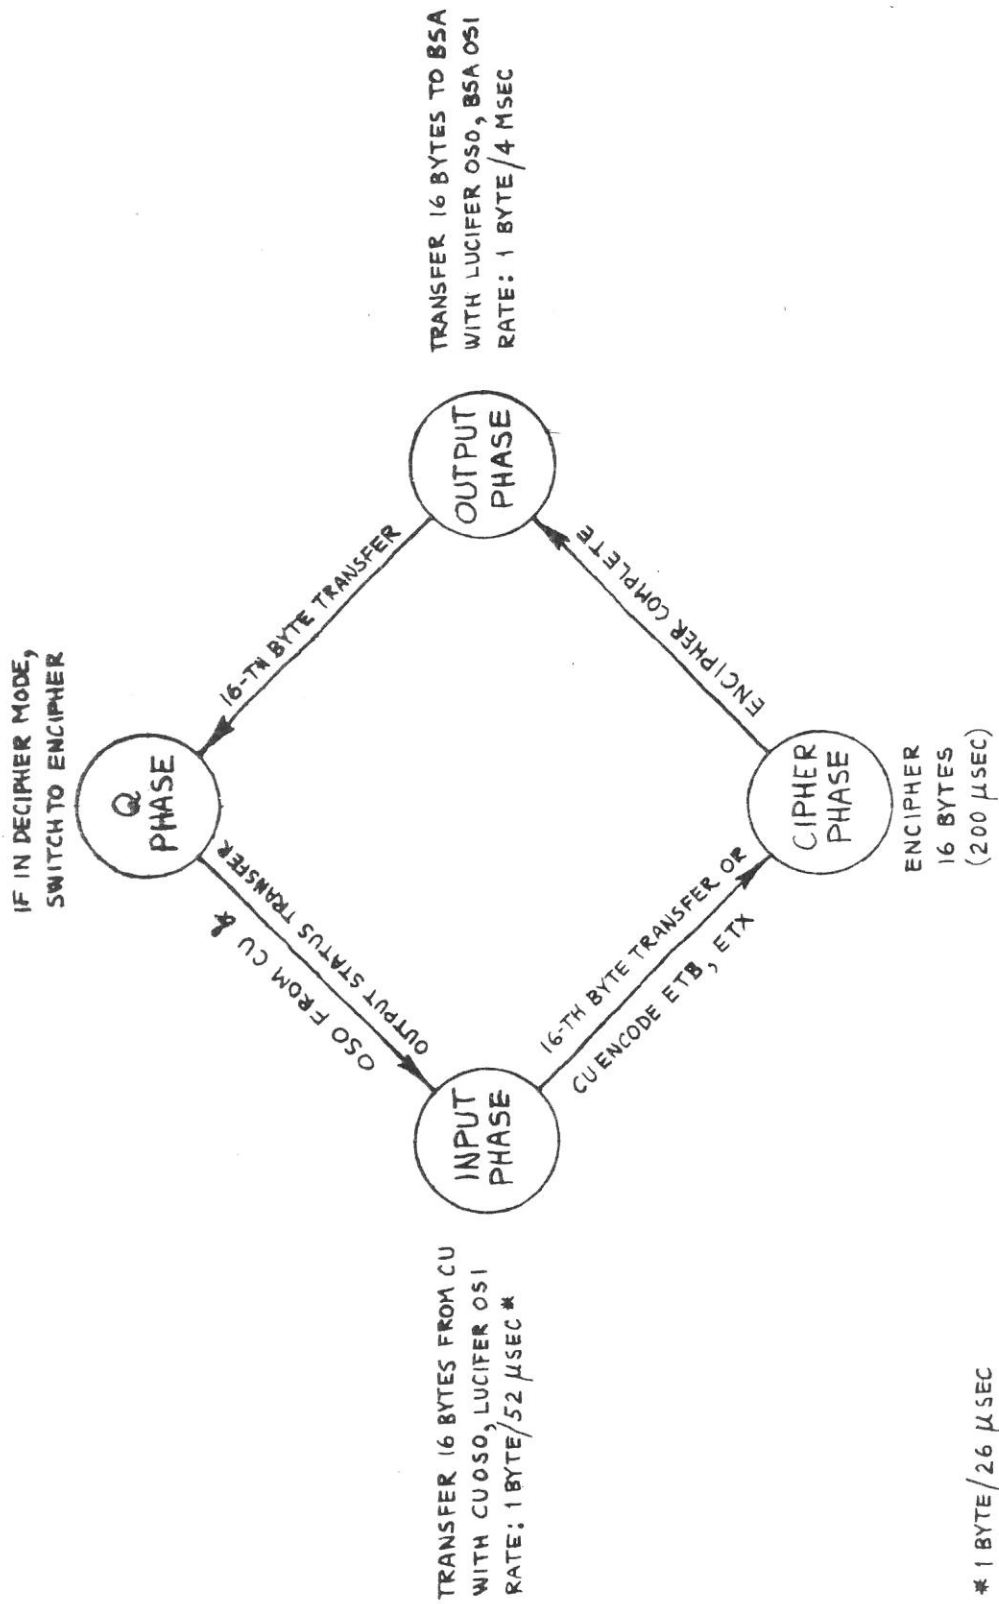 IF IN DECIPHER MODE,
SWITCH TO ENCIPHER
Q
PHASE
OSO FROM CU &
OUTPUT STATUS TRANSFER
16-TH BYTE TRANSFER
TRANSFER 16 BYTES FROM CU
WITH CU OSO, LUCIFER OSI
RATE: 1 BYTE/52 μSEC*
INPUT
PHASE
OUTPUT
PHASE
TRANSFER 16 BYTES TO BSA
WITH LUCIFER OSO, BSA OSI
RATE: 1 BYTE/4 MSEC
16-TH BYTE TRANSFER OR
CU ENCODE ETB, ETX
ENCIPHER COMPLETE
CIPHER
PHASE
ENCIPHER
16 BYTES
(200 μSEC)
* 1 BYTE/26 μSEC